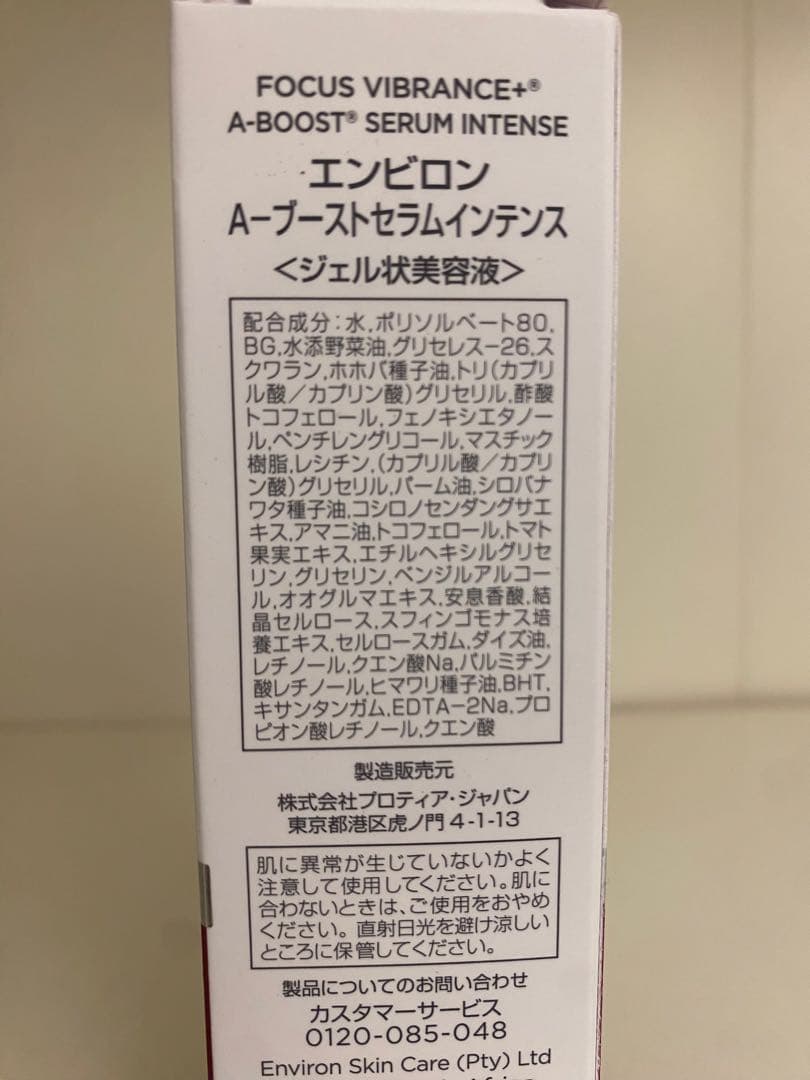 FOCUS VIBRANCE+®
A-BOOST® SERUM INTENSE
エンビロン
A-ブーストセラムインテンス
<ジェル状美容液>
配合成分:水,ポリソルベート80,
BG,水添野菜油,グリセレス-26,ス
クワラン,ホホバ種子油,トリ(カプリ
ル酸/カプリン酸)グリセリル,酢酸
トコフェロール,フェノキシエタノー
ル,ペンチレングリコール,マスチック
樹脂,レシチン,(カプリル酸/カプリ
ン酸)グリセリル,パーム油,シロバナ
ワタ種子油,コシロノセンダングサエ
キス,アマニ油,トコフェロール,トマト
果実エキス,エチルヘキシルグリセ
リン,グリセリン,ベンジルアルコー
ル,オオグルマエキス,安息香酸,結
晶セルロース,スフィンゴモナス培
養エキス,セルロースガム,ダイズ油,
レチノール,クエン酸Na,パルミチン
酸レチノール,ヒマワリ種子油,BHT,
キサンタンガム,EDTA-2Na,プロ
ピオン酸レチノール,クエン酸
製造販売元
株式会社プロティア・ジャパン
東京都港区虎ノ門 4-1-13
肌に異常が生じていないかよく
注意して使用してください。肌に
合わないときは、ご使用をおやめ
ください。直射日光を避け涼しい
ところに保管してください。
製品についてのお問い合わせ
カスタマーサービス
0120-085-048
Environ Skin Care (Pty) Ltd